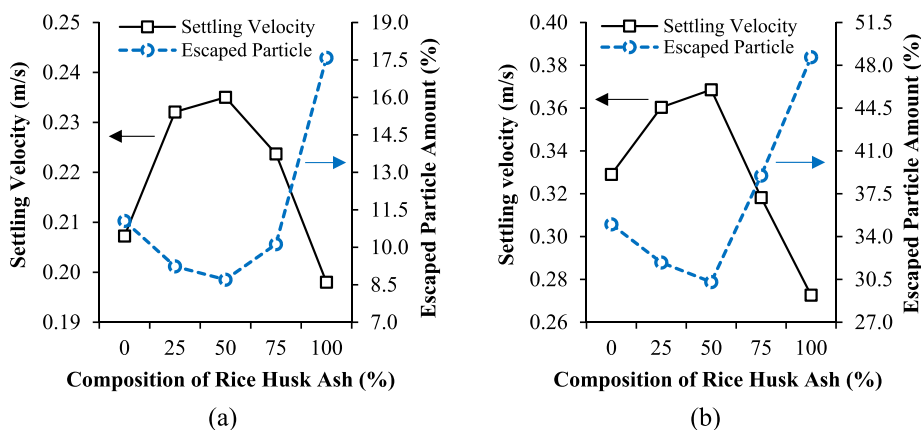 Settling Velocity
Escaped Particle
0.25
0.24
0.23
0.22
0.21
0.20
0.19
Settling Velocity (m/s)
19.0
17.5
16.0
14.5
13.0
11.5
10.0
8.5
7.0
Escaped Particle Amount (%)
0 25 50 75 100
Composition of Rice Husk Ash (%)
(a)
Settling Velocity
Escaped Particle
0.40
0.38
0.36
0.34
0.32
0.30
0.28
0.26
Settling velocity (m/s)
51.5
48.0
44.5
41.0
37.5
34.0
30.5
27.0
Escaped Particle Amount (%)
0 25 50 75 100
Composition of Rice Husk Ash (%)
(b)